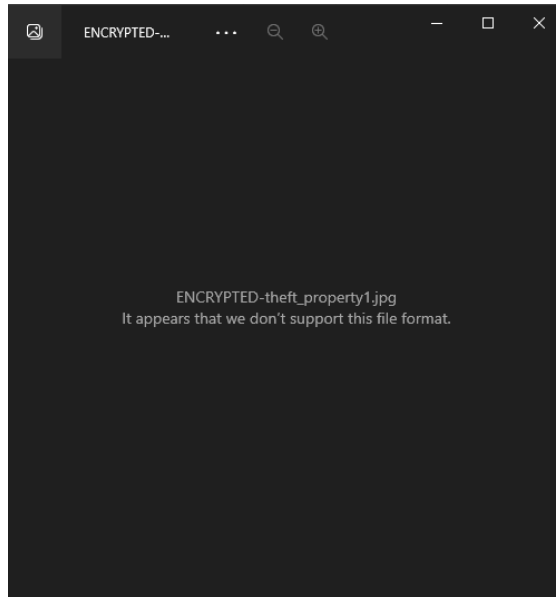 ENCRYPTED-...
ENCRYPTED-theft_property1.jpg
It appears that we don't support this file format.